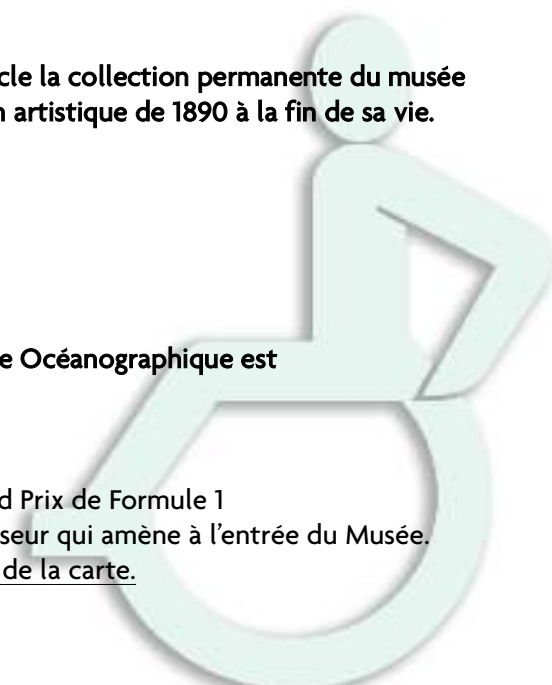 cle la collection permanente du musée
n artistique de 1890 à la fin de sa vie.
e Océanographique est
d Prix de Formule 1
seur qui amène à l’entrée du Musée.
de la carte.